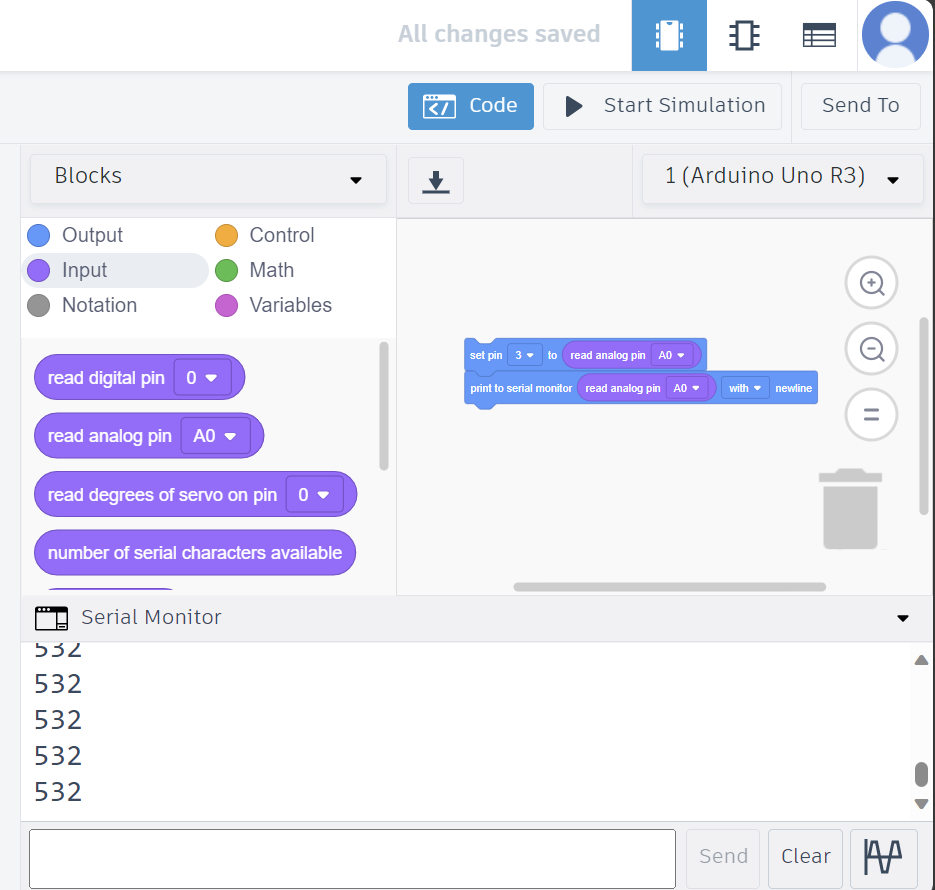 All changes saved
Code
Start Simulation
Send To
Blocks
1 (Arduino Uno R3)
Output
Control
Input
Math
Notation
Variables
read digital pin 0
read analog pin A0
read degrees of servo on pin 0
number of serial characters available
set pin 3 to read analog pin A0
print to serial monitor read analog pin A0 with newline
Serial Monitor
532
532
532
532
532
Send
Clear